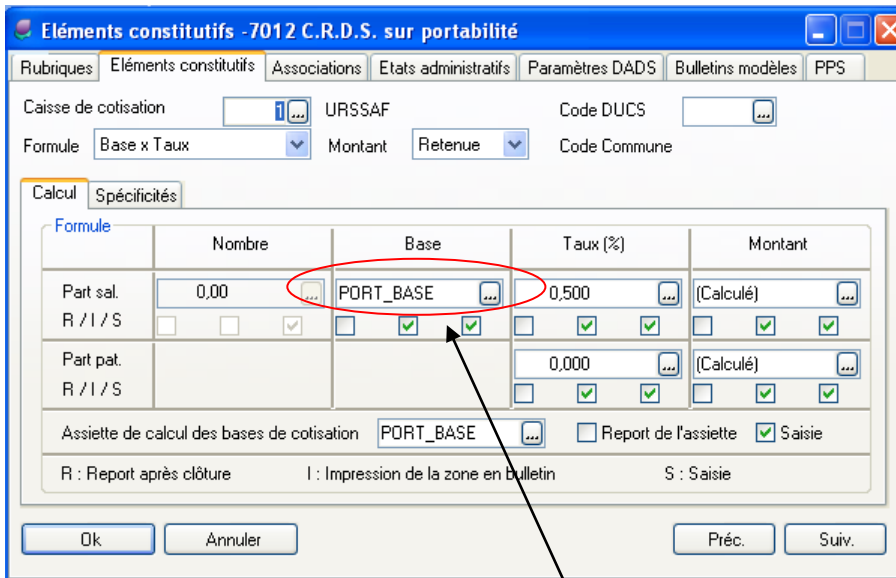 Eléments constitutifs -7012 C.R.D.S. sur portabilité
Rubriques Eléments constitutifs Associations Etats administratifs Paramètres DADS Bulletins modèles PPS
Caisse de cotisation 1 ... URSSAF Code DUCS ...
Formule Base x Taux Montant Retenue Code Commune
Calcul Spécificités
Formule
Nombre Base Taux (%) Montant
Part sal. 0,00 ... PORT_BASE ... 0,500 ... (Calculé) ...
R / I / S
Part pat. 0,000 ... (Calculé) ...
R / I / S
Assiette de calcul des bases de cotisation PORT_BASE ... Report de l'assiette Saisie
R : Report après clôture I : Impression de la zone en bulletin S : Saisie
Ok Annuler Préc. Suiv.